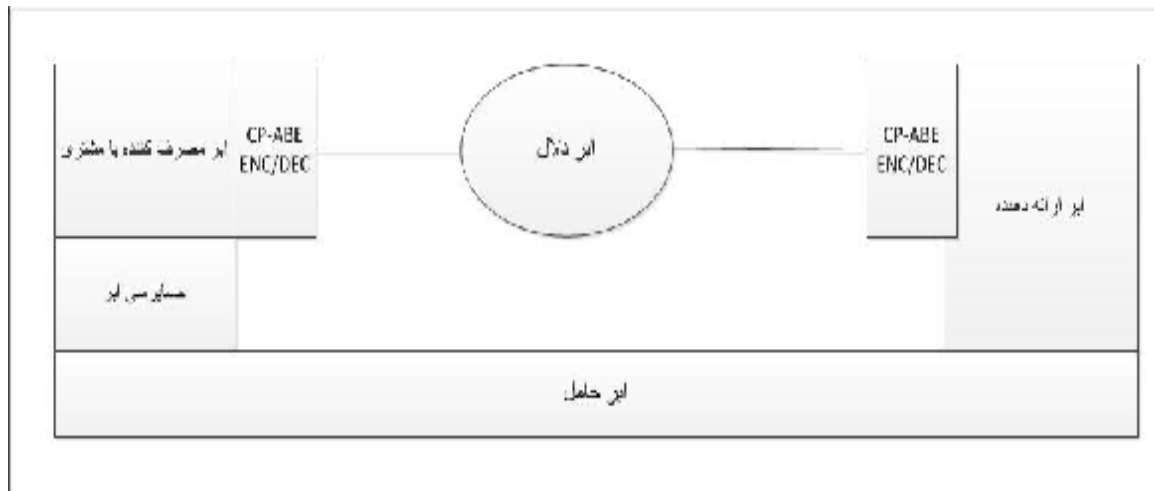 ابر مصرف کننده یا مشتری
CP-ABE
ENC/DEC
ابر دلال
CP-ABE
ENC/DEC
ابر ارائه دهنده
حسابرسی ابر
ابر حامل